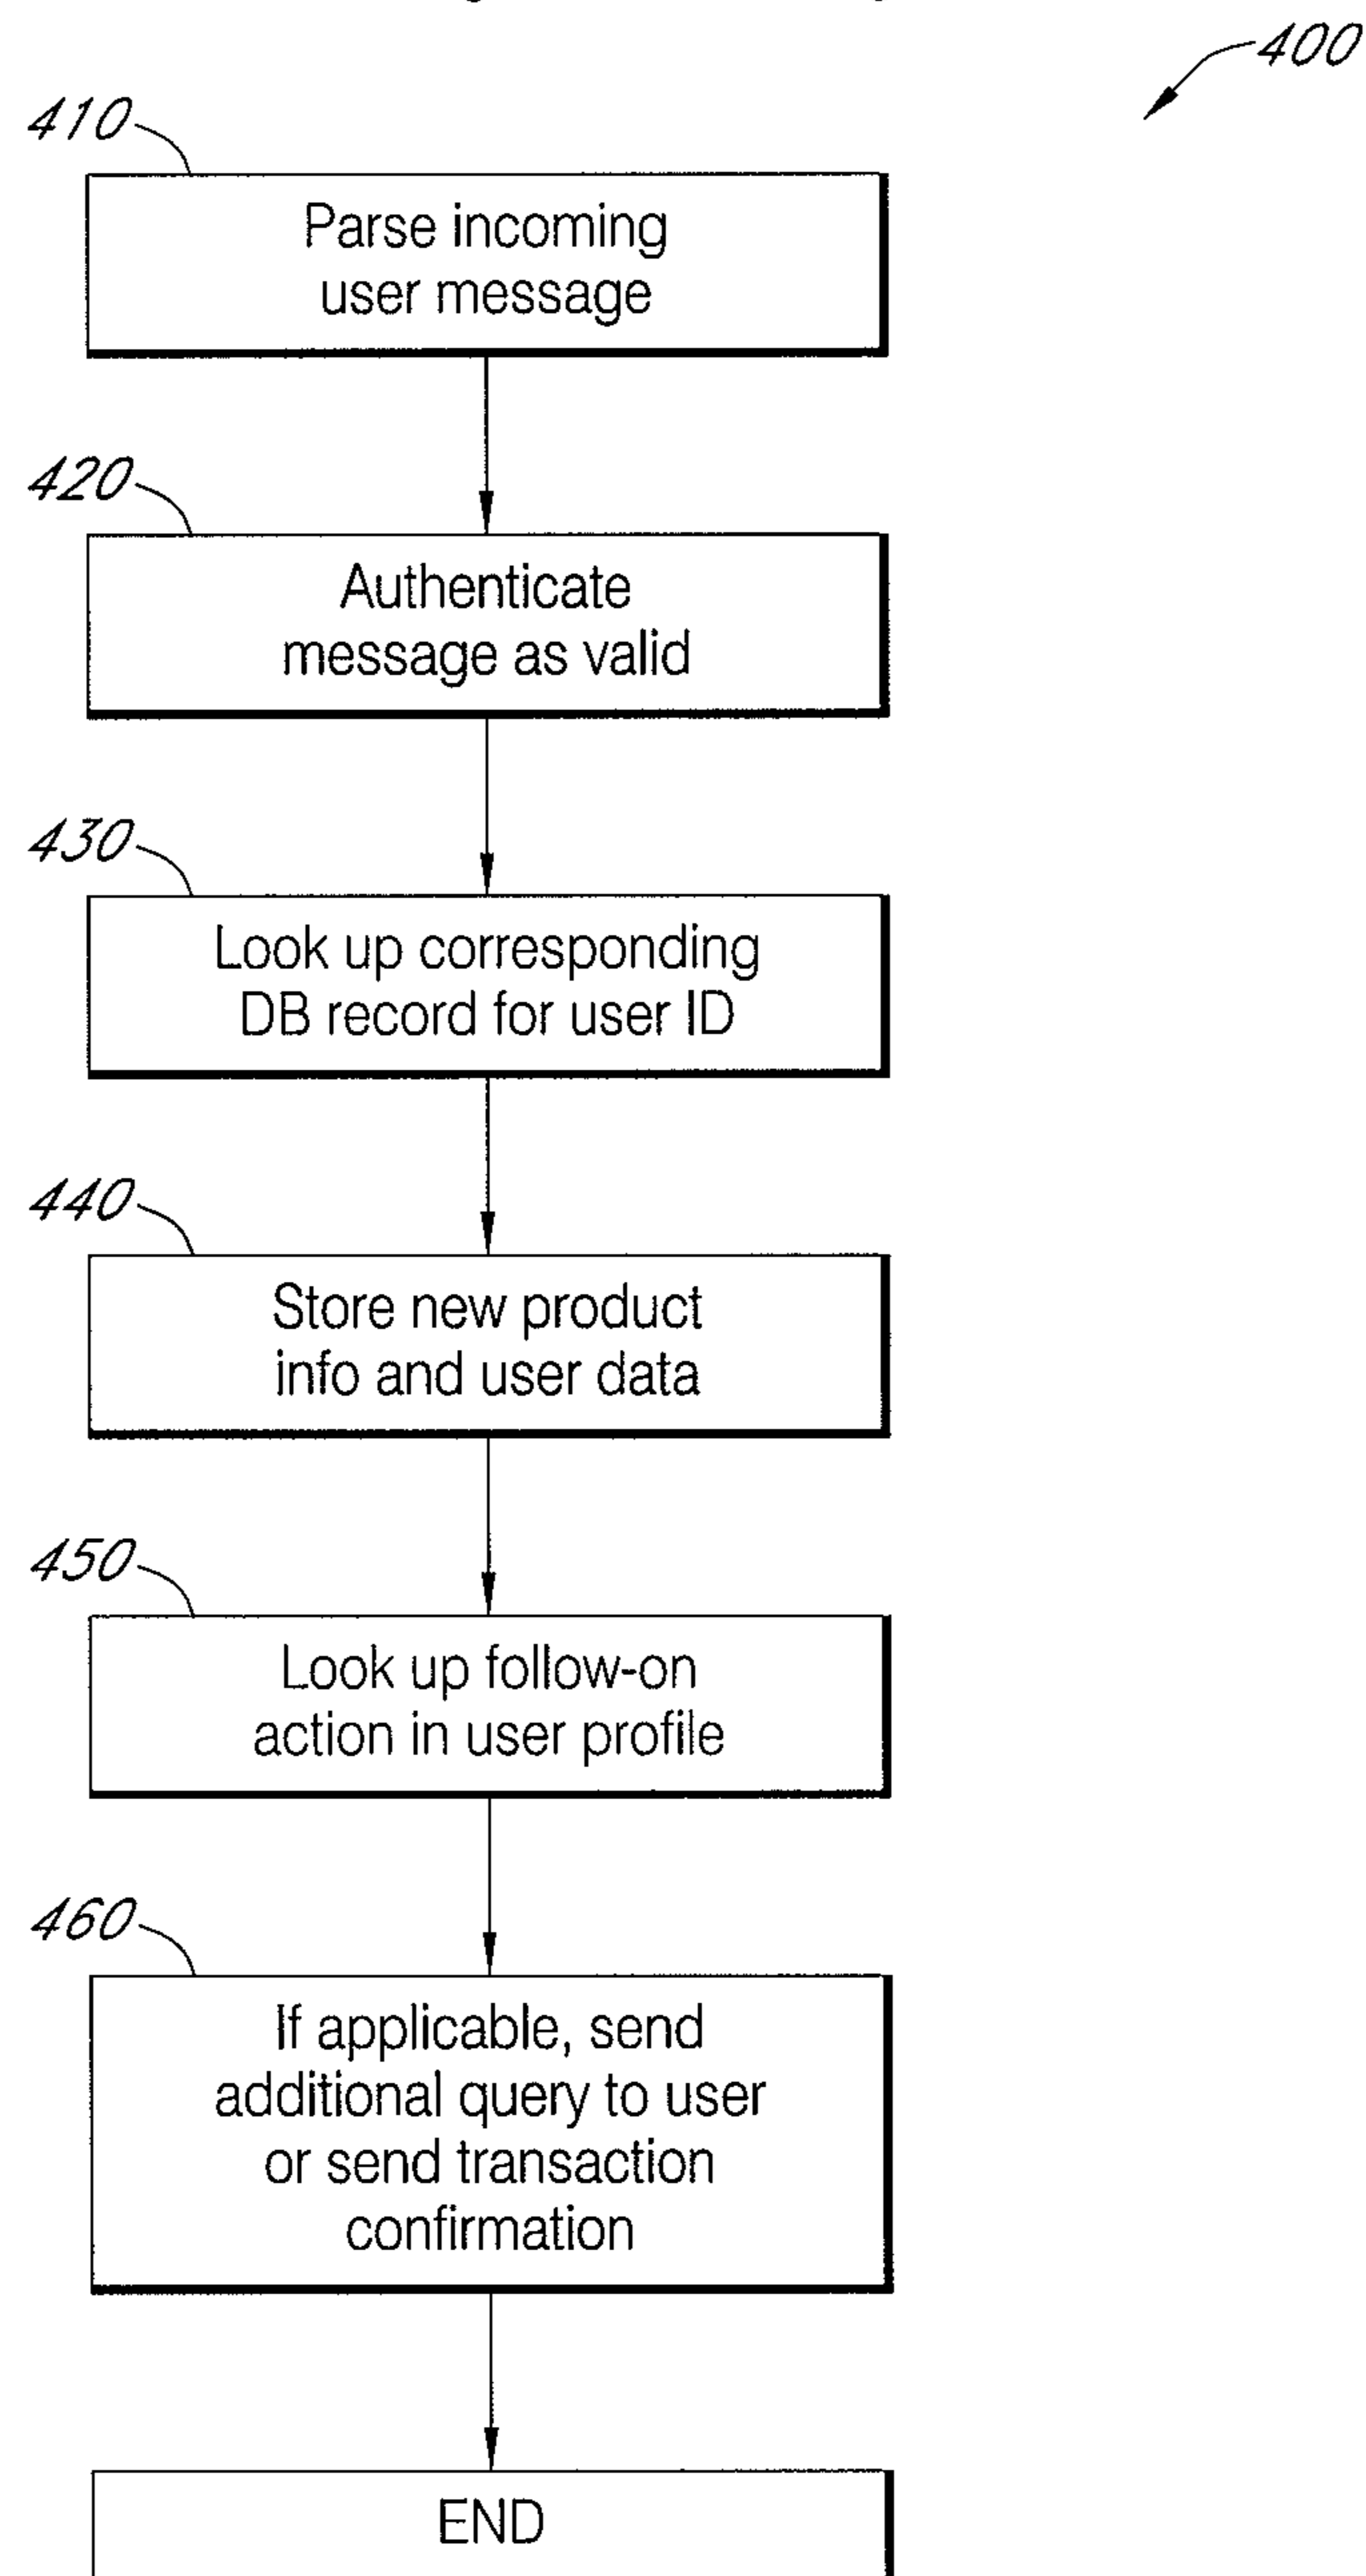 400
410
Parse incoming
user message
420
Authenticate
message as valid
430
Look up corresponding
DB record for user ID
440
Store new product
info and user data
450
Look up follow-on
action in user profile
460
If applicable, send
additional query to user
or send transaction
confirmation
END